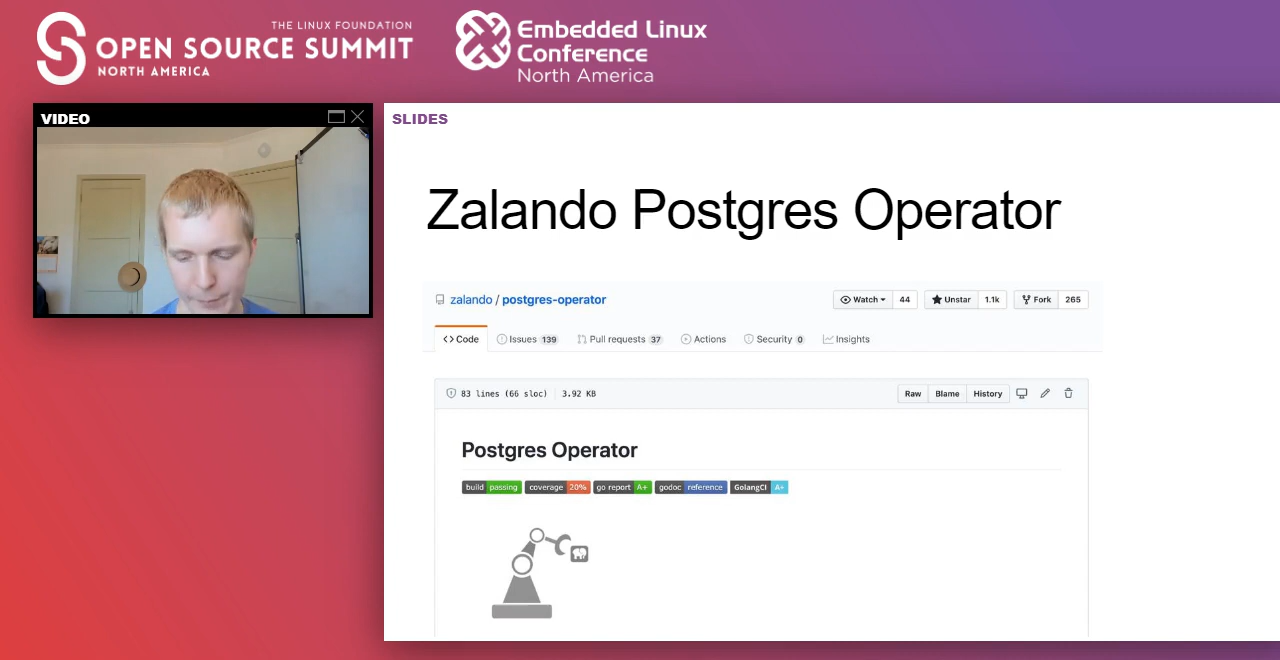 THE LINUX FOUNDATION
OPEN SOURCE SUMMIT
NORTH AMERICA
Embedded Linux
Conference
North America
VIDEO
SLIDES
Zalando Postgres Operator
zalando / postgres-operator
Watch 44 Unstar 1.1k Fork 265
Code Issues 139 Pull requests 37 Actions Security 0 Insights
83 lines (66 sloc) 3.92 KB Raw Blame History
Postgres Operator
build passing coverage 20% go report A+ godoc reference GolangCI A+